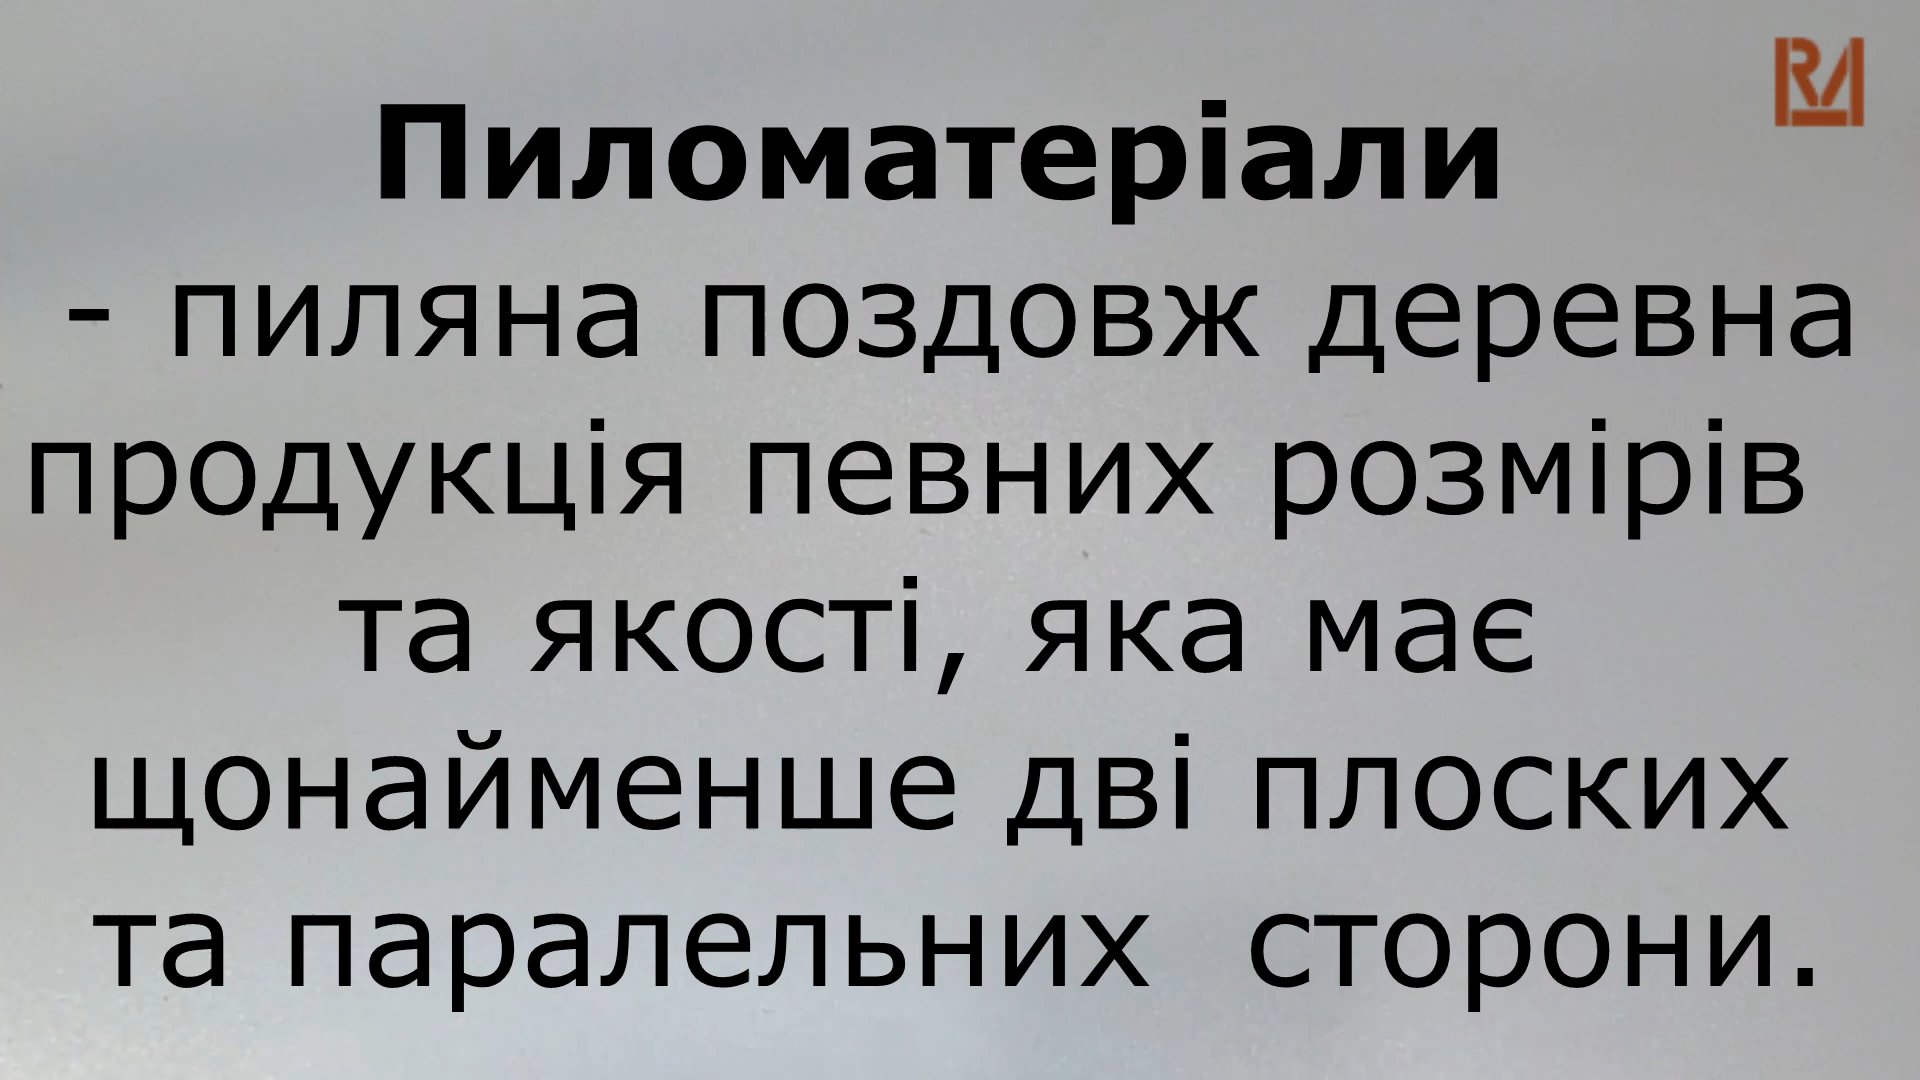 Пиломатеріали
- пиляна поздовж деревна
продукція певних розмірів
та якості, яка має
щонайменше дві плоских
та паралельних сторони.